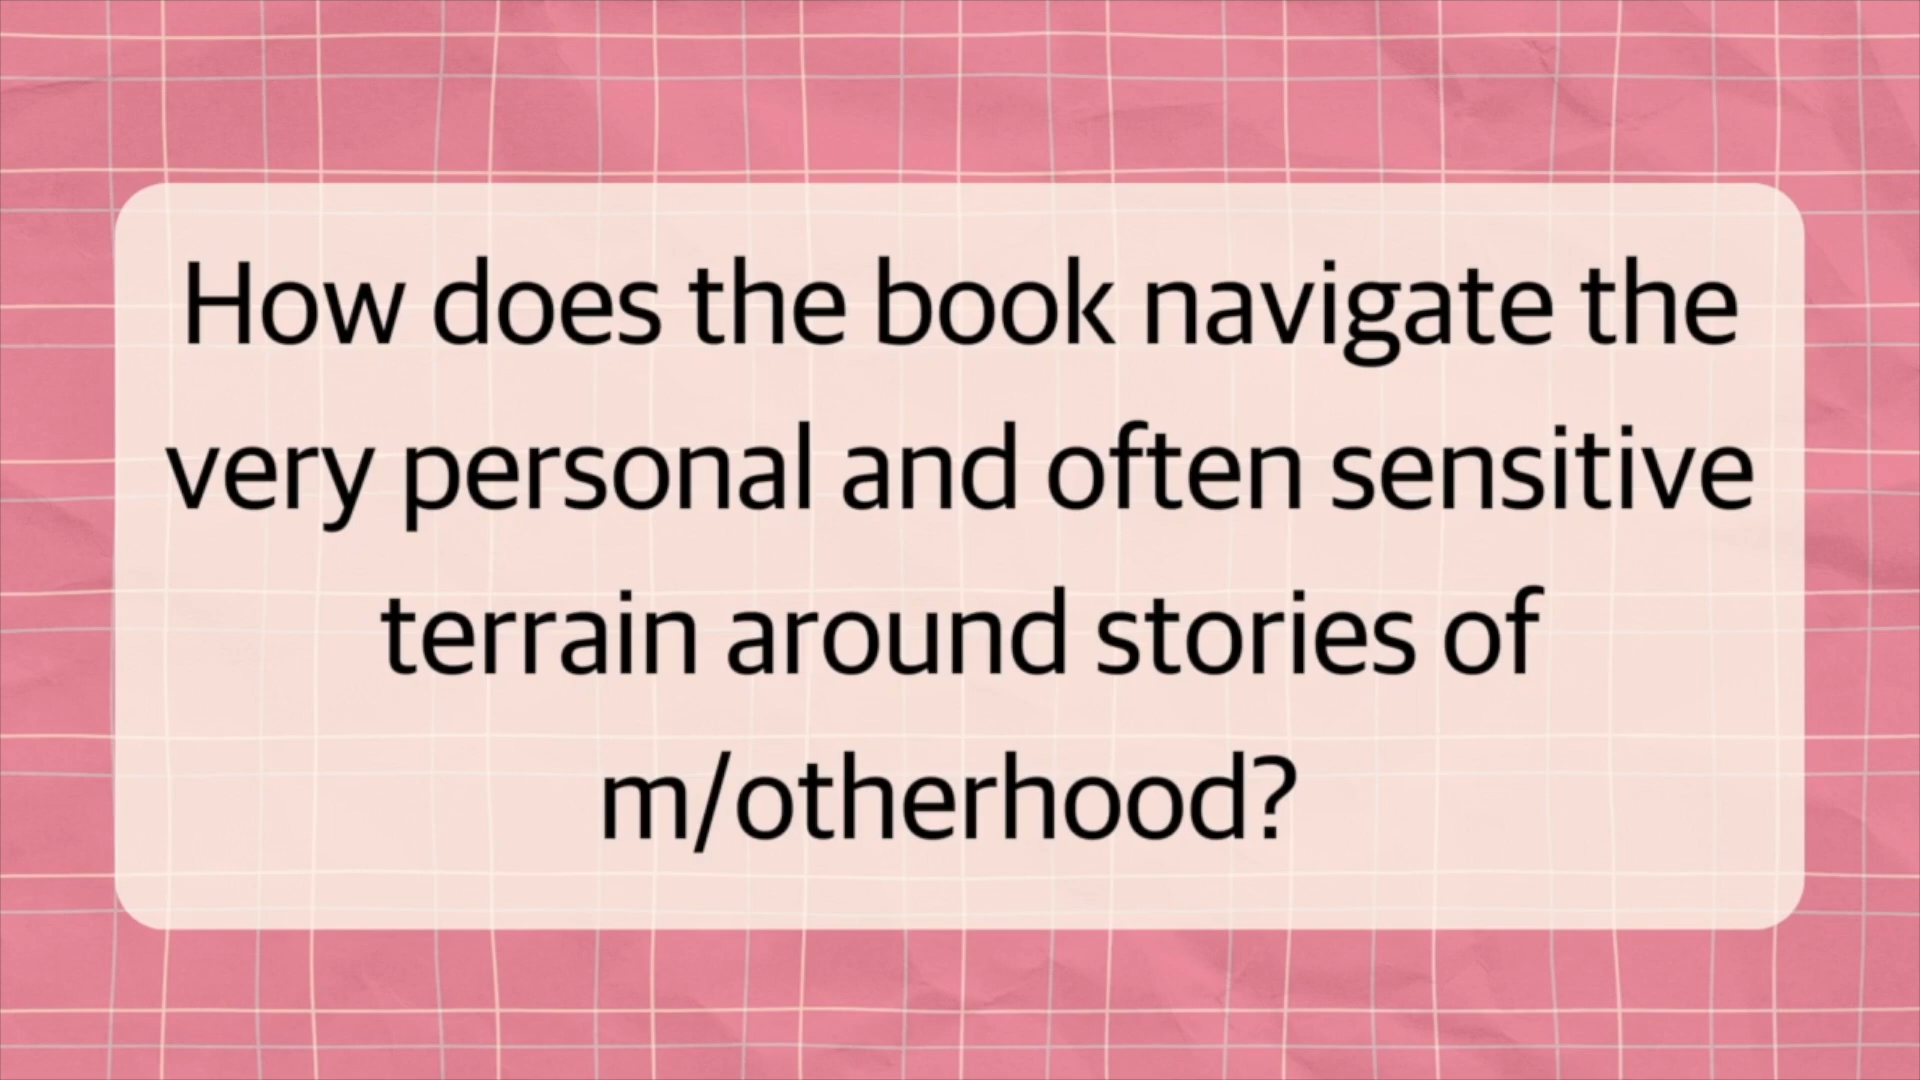 How does the book navigate the
very personal and often sensitive
terrain around stories of
m/otherhood?